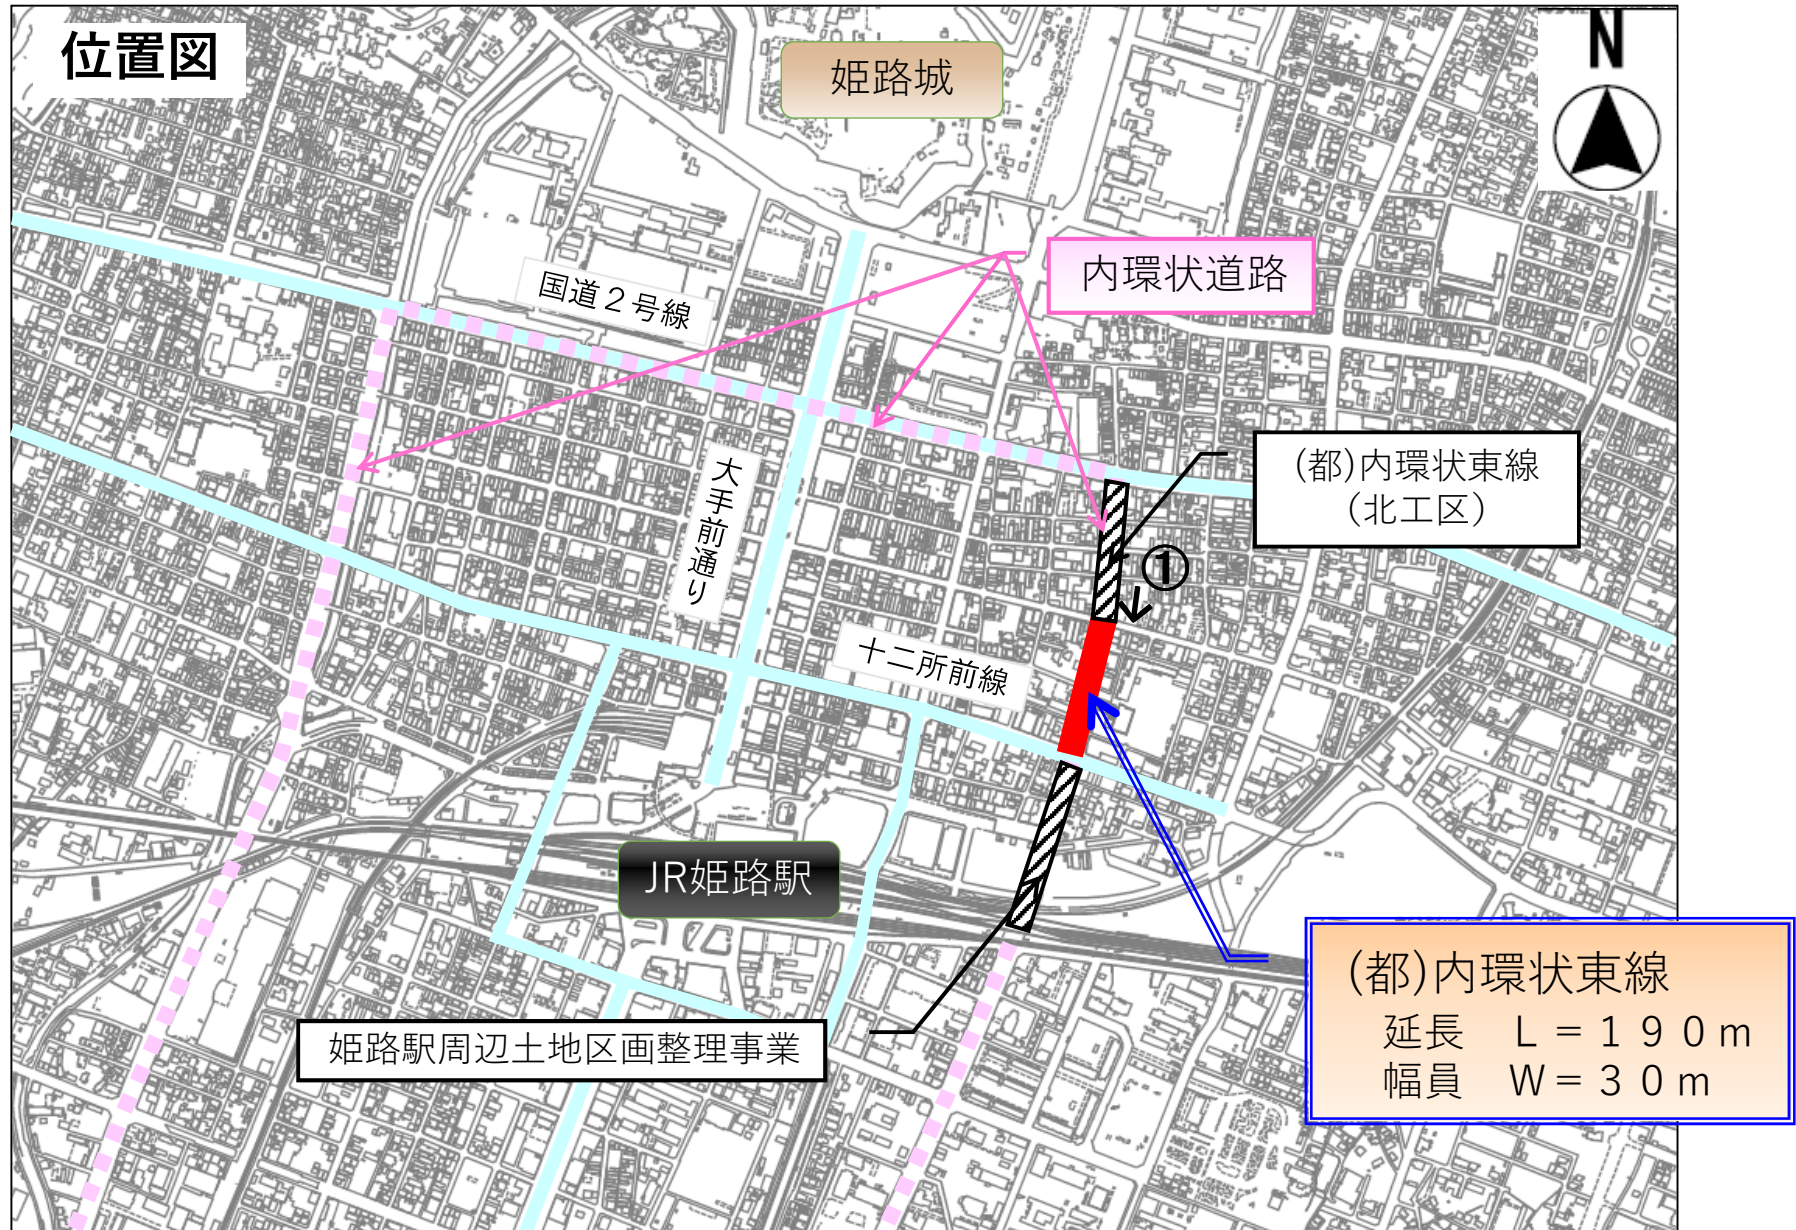 位置図
姫路城
N
内環状道路
国道２号線
(都)内環状東線
(北工区)
大手前通り
①
十二所前線
JR姫路駅
(都)内環状東線
延長　Ｌ＝１９０ｍ
幅員　Ｗ＝３０ｍ
姫路駅周辺土地区画整理事業